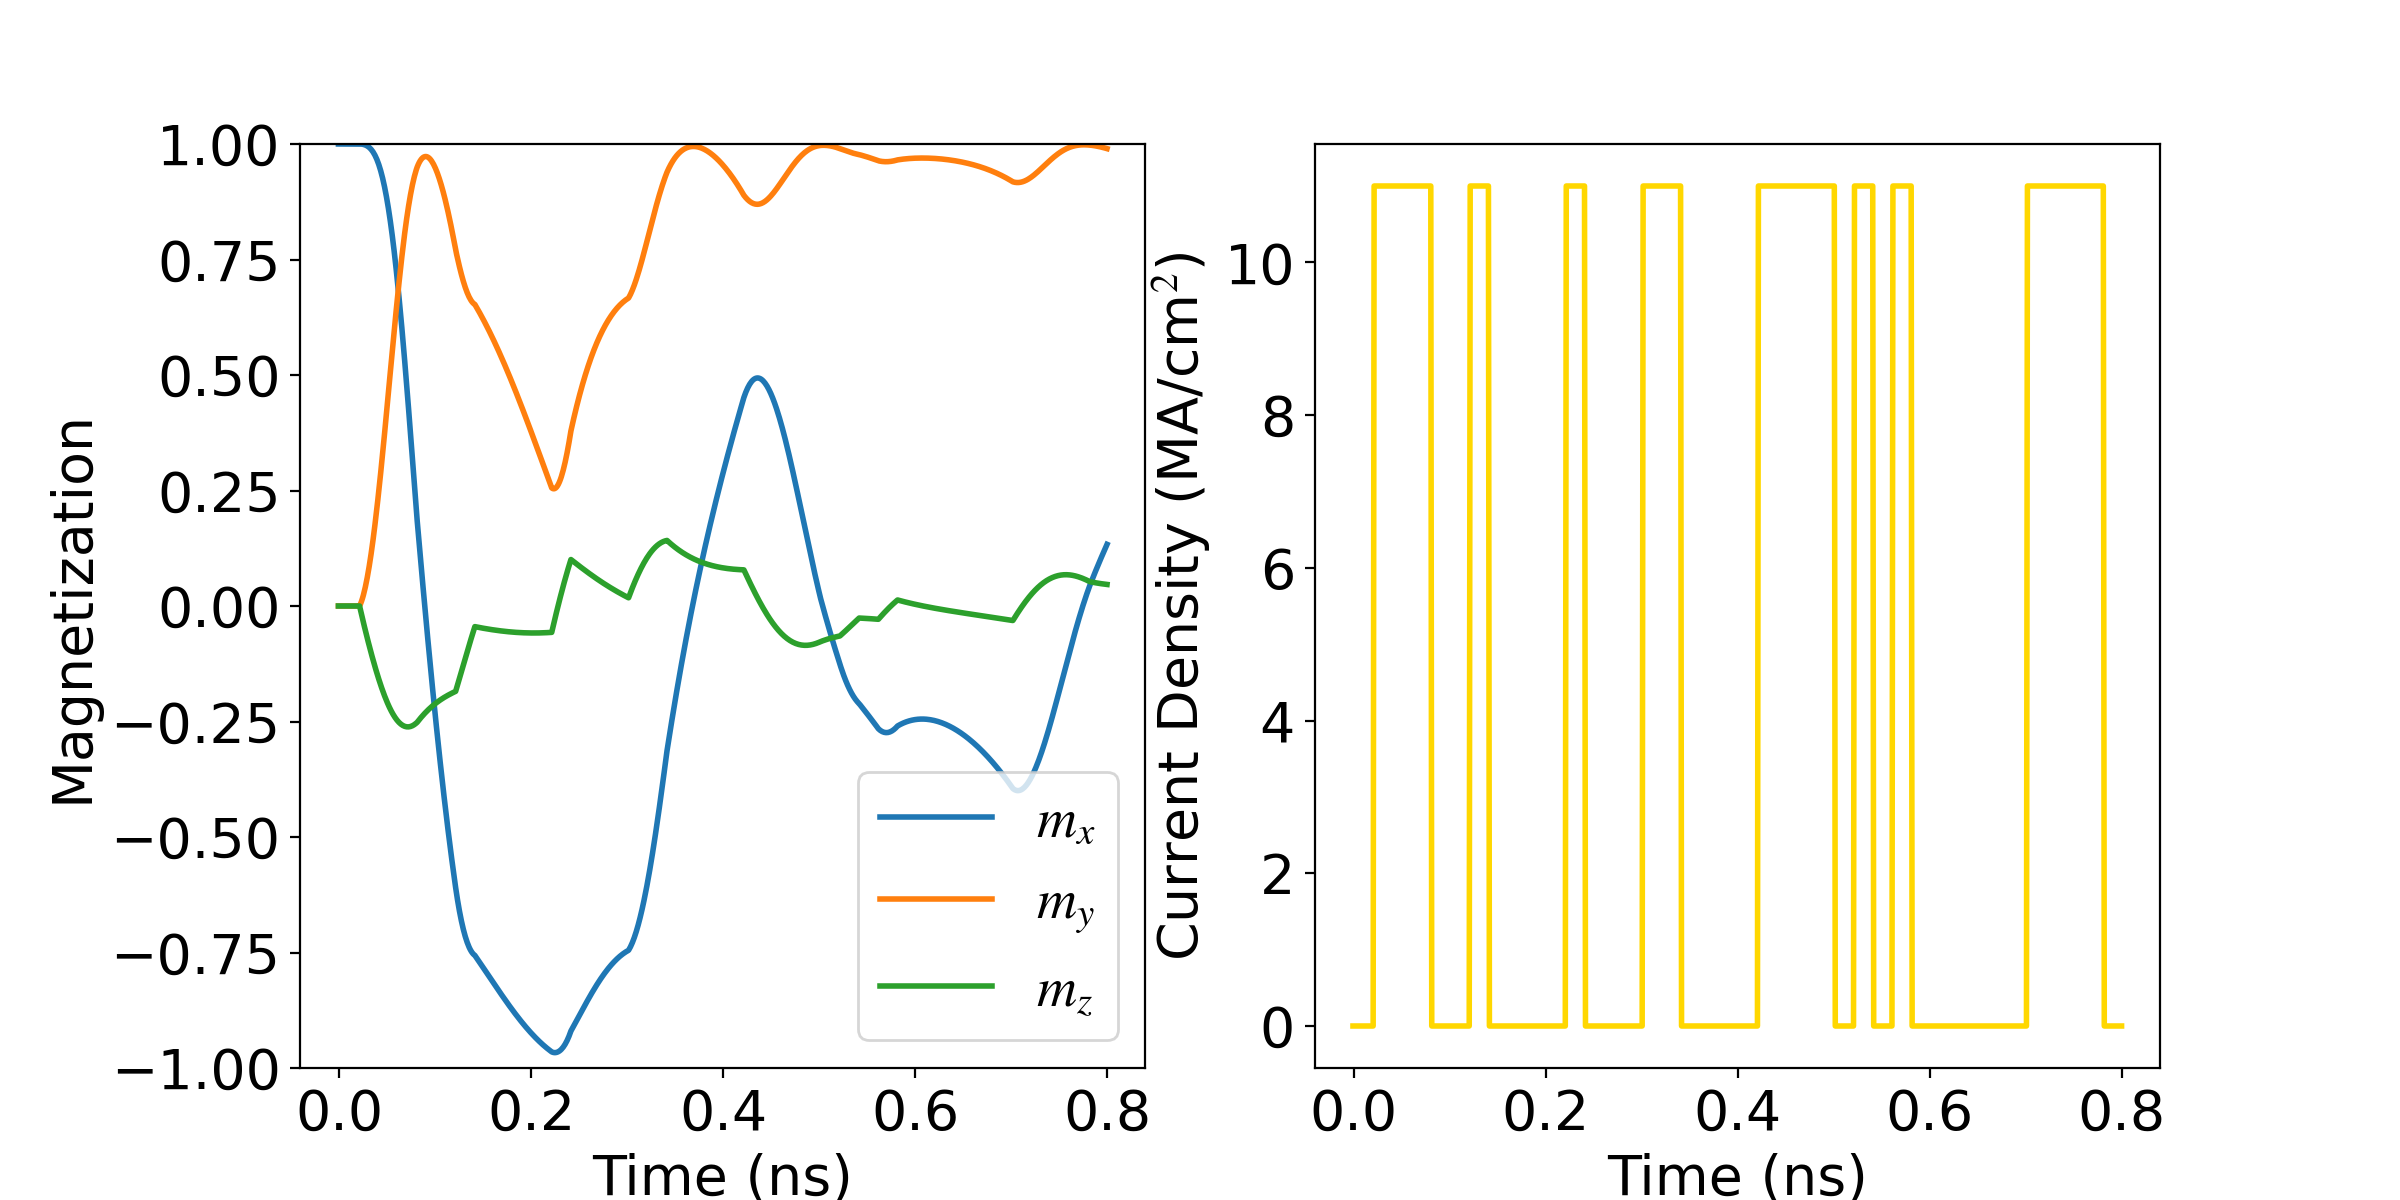 1.00
0.75
0.50
0.25
0.00
−0.25
−0.50
−0.75
−1.00
Magnetization
0.0 0.2 0.4 0.6 0.8
Time (ns)
m_x
m_y
m_z
10
8
6
4
2
0
Current Density (MA/cm²)
0.0 0.2 0.4 0.6 0.8
Time (ns)